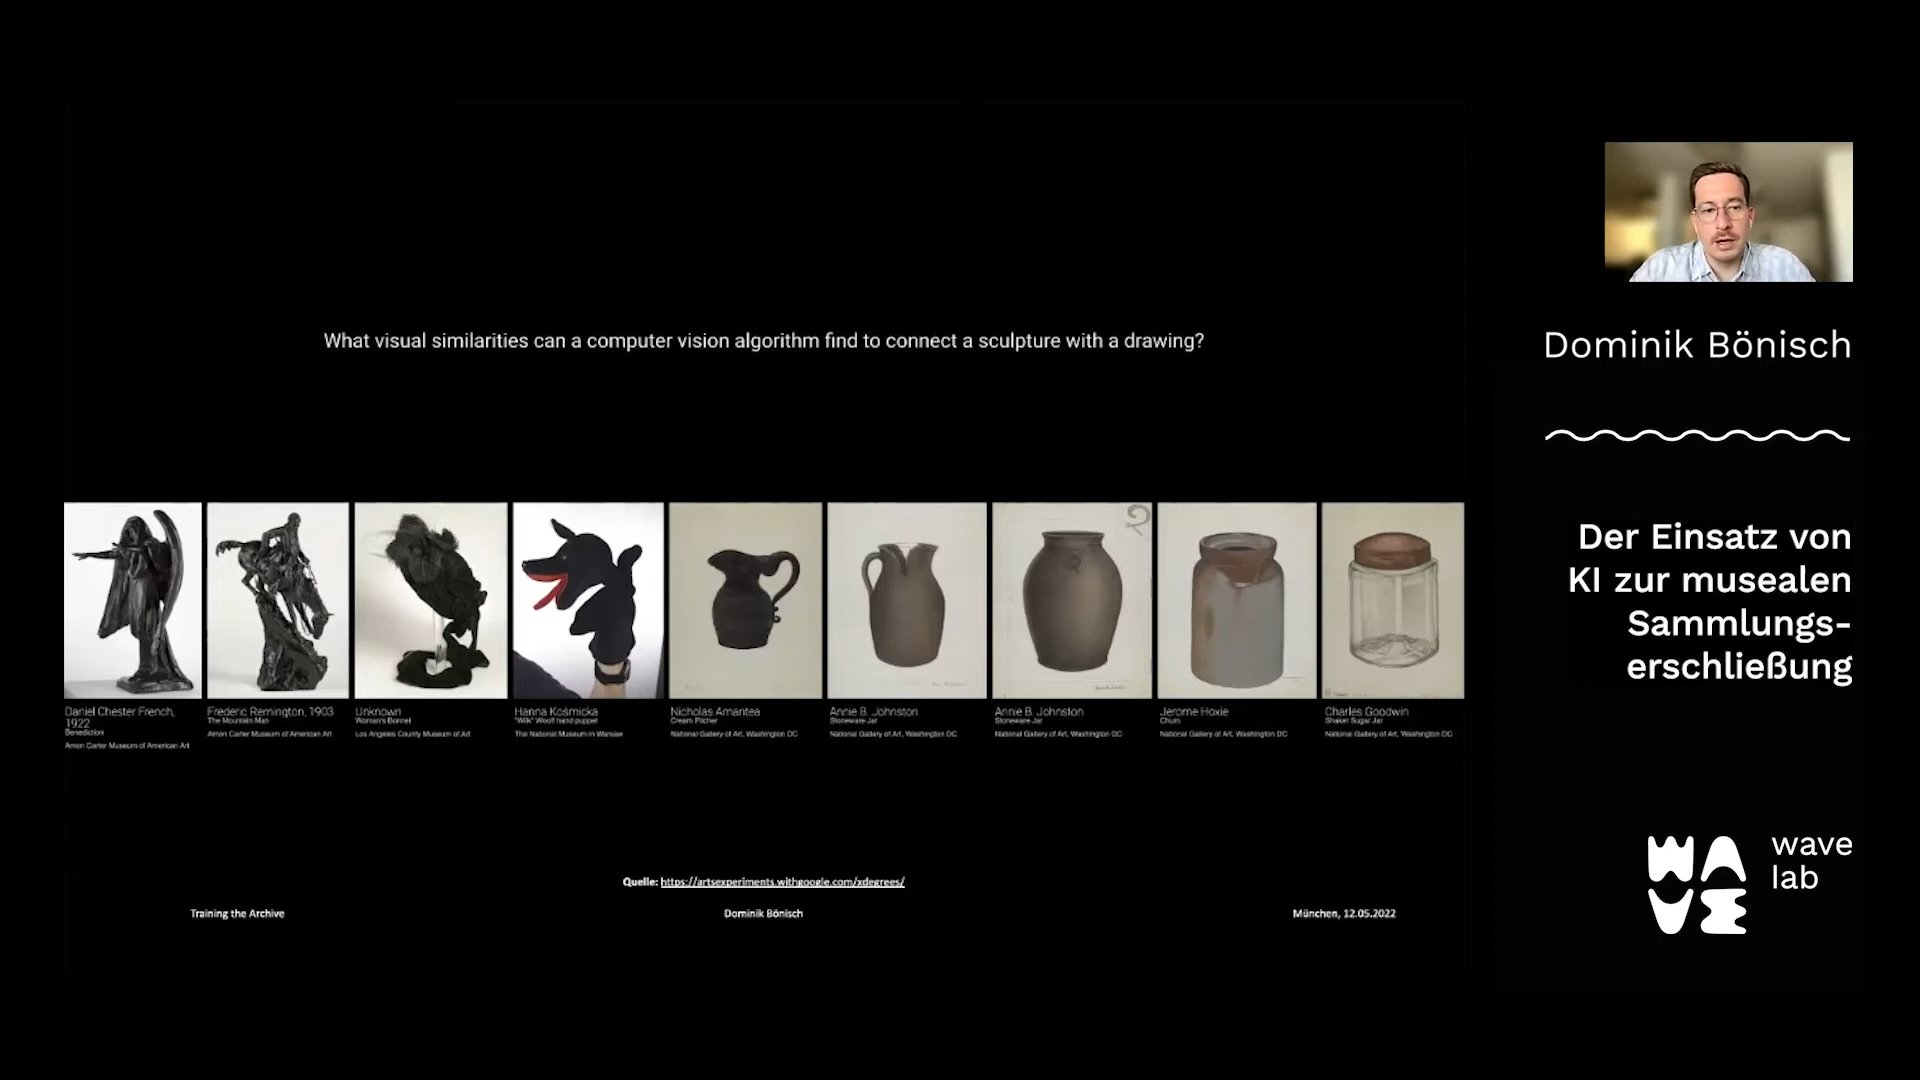 What visual similarities can a computer vision algorithm find to connect a sculpture with a drawing?
Daniel Chester French,
1922
Benediction
Amon Carter Museum of American Art
Frederic Remington, 1903
The Mountain Man
Amon Carter Museum of American Art
Unknown
Woman's Bonnet
Los Angeles County Museum of Art
Hanna Kośmicka
"Wilk" Woolf hand puppet
The National Museum in Warsaw
Nicholas Amantea
Cream Pitcher
National Gallery of Art, Washington DC
Annie B. Johnston
Stoneware Jar
National Gallery of Art, Washington DC
Annie B. Johnston
Stoneware Jar
National Gallery of Art, Washington DC
Jerome Hoxie
Churn
National Gallery of Art, Washington DC
Charles Goodwin
Shaker Sugar Jar
National Gallery of Art, Washington DC
Quelle: https://artsexperiments.withgoogle.com/xdegrees/
Training the Archive
Dominik Bönisch
München, 12.05.2022
Dominik Bönisch
Der Einsatz von
KI zur musealen
Sammlungs-
erschließung
WA
VE
wave
lab